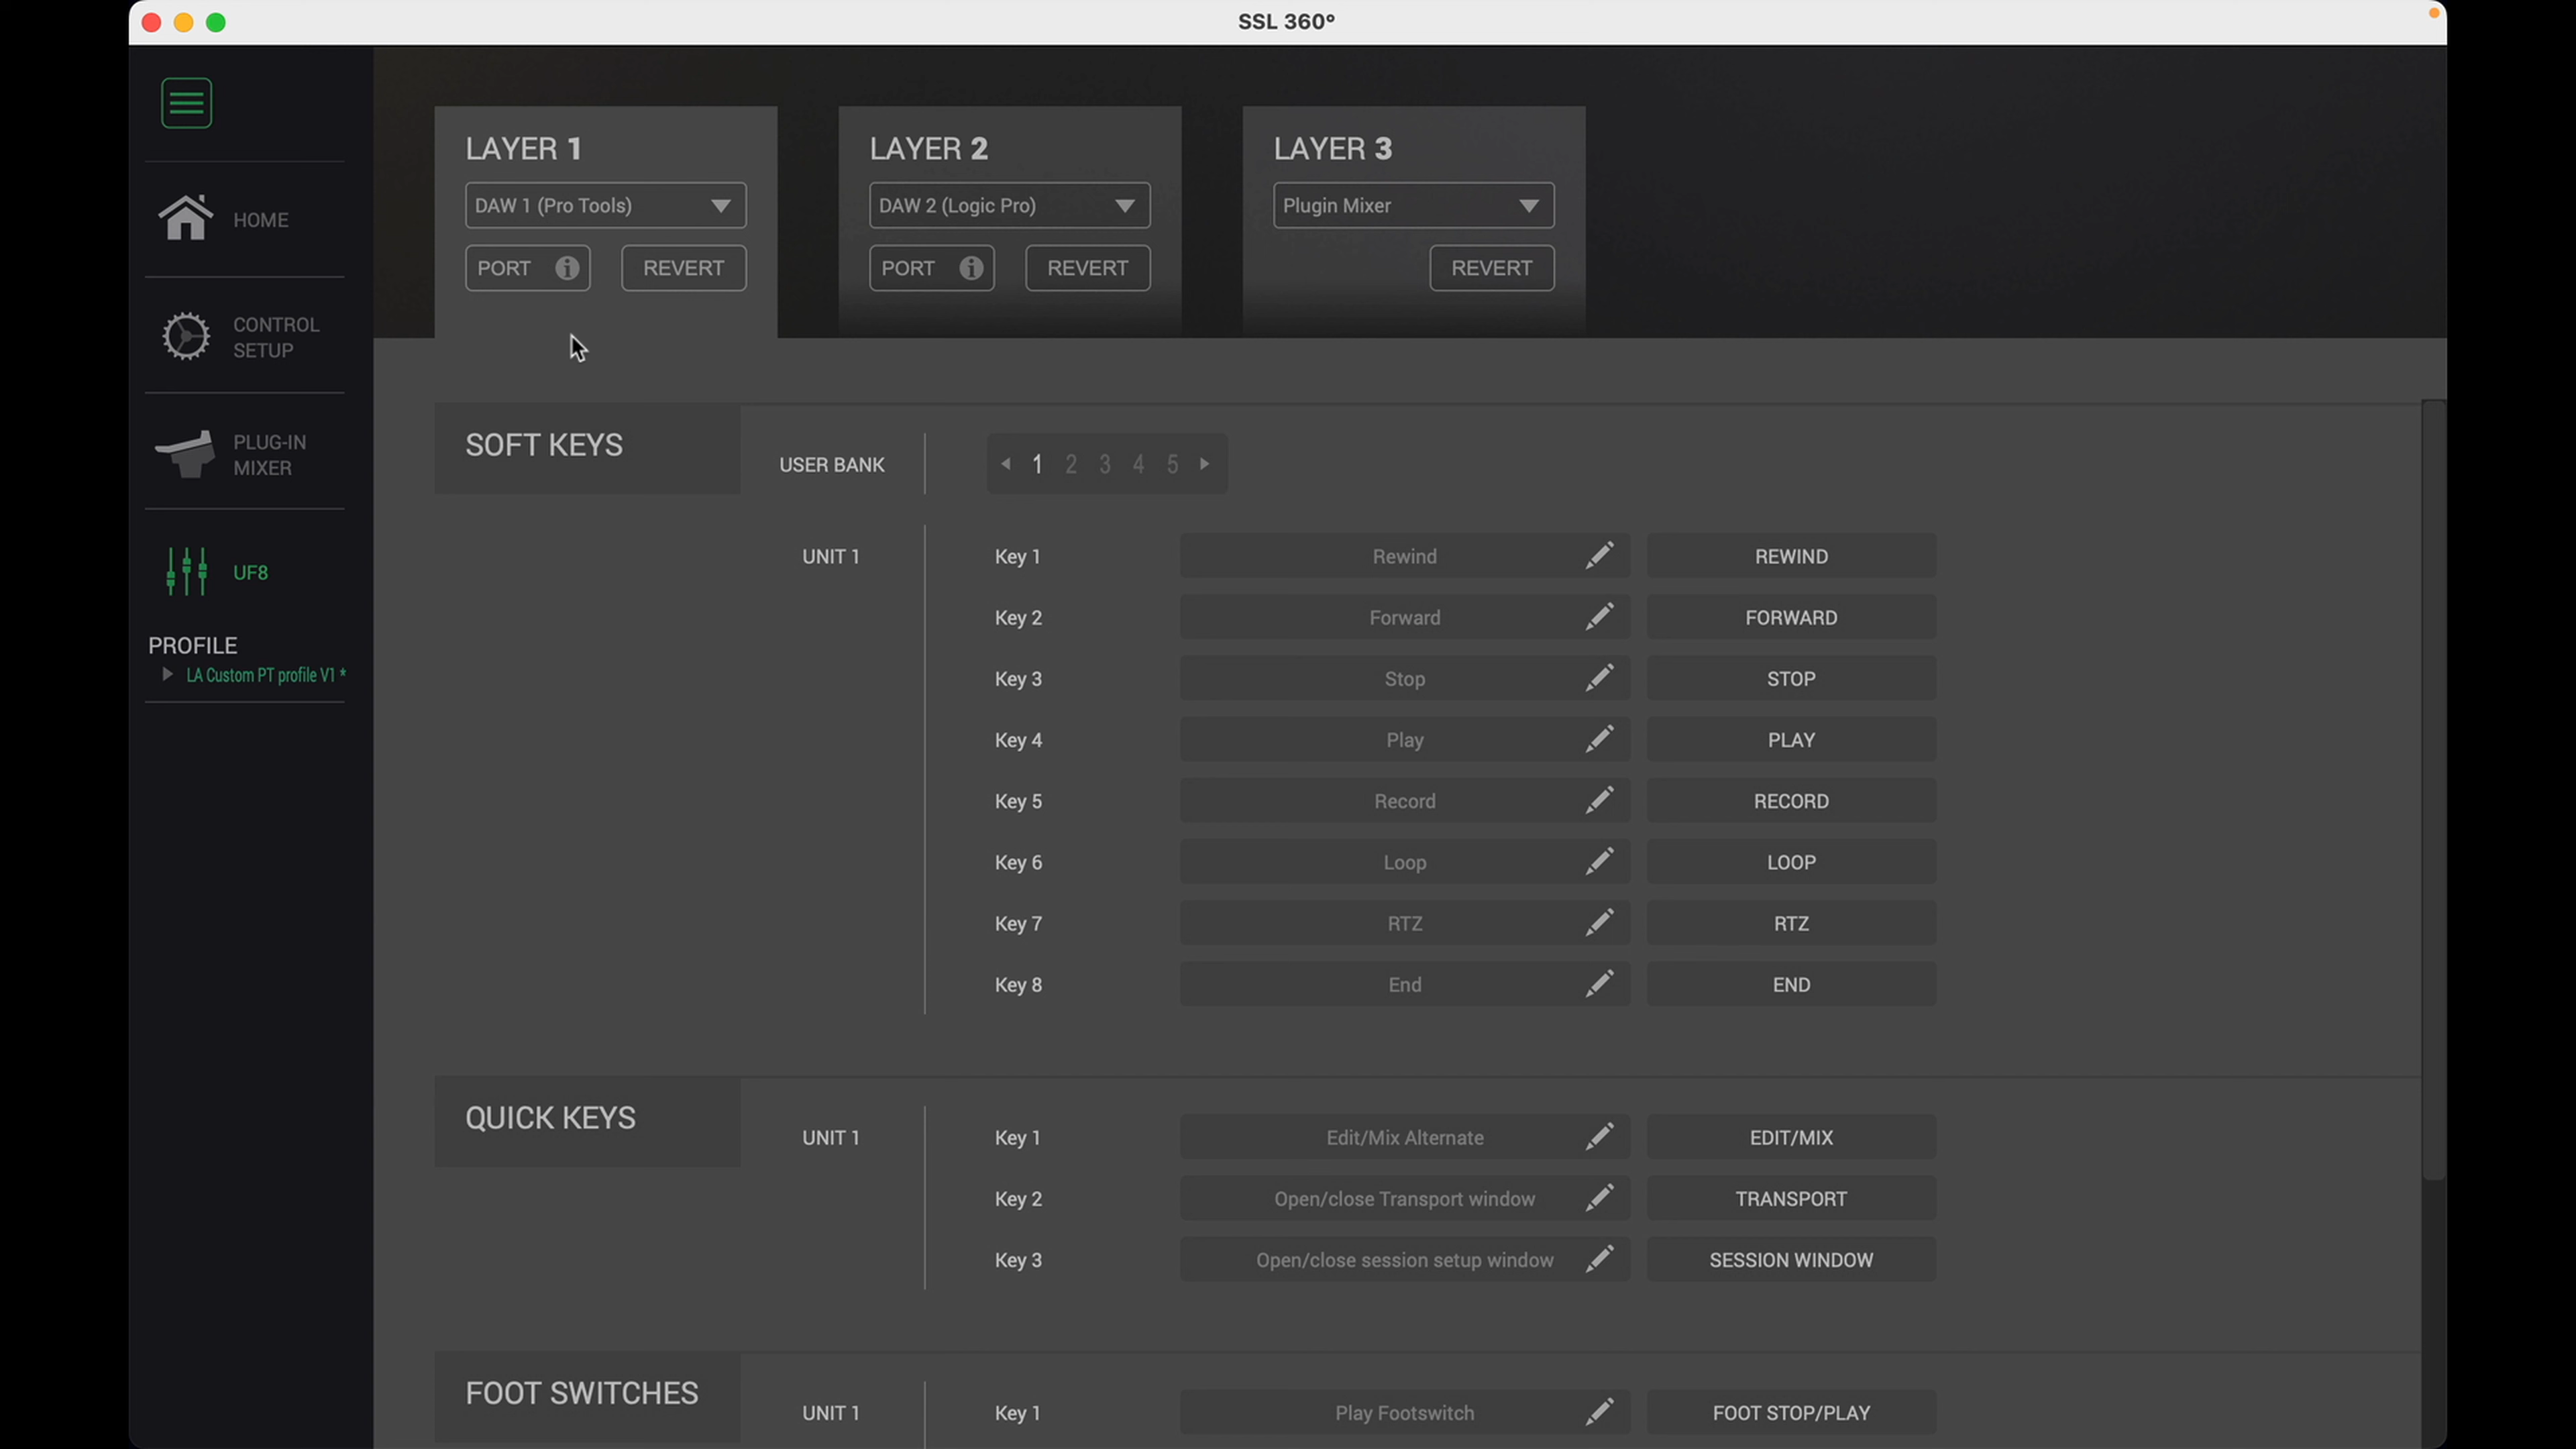 SSL 360°
HOME
CONTROL
SETUP
PLUG-IN
MIXER
UF8
PROFILE
LA Custom PT profile V1 *
LAYER 1
DAW 1 (Pro Tools)
PORT i REVERT
LAYER 2
DAW 2 (Logic Pro)
PORT i REVERT
LAYER 3
Plugin Mixer
REVERT
SOFT KEYS
USER BANK 1 2 3 4 5
UNIT 1 Key 1 Rewind REWIND
Key 2 Forward FORWARD
Key 3 Stop STOP
Key 4 Play PLAY
Key 5 Record RECORD
Key 6 Loop LOOP
Key 7 RTZ RTZ
Key 8 End END
QUICK KEYS
UNIT 1 Key 1 Edit/Mix Alternate EDIT/MIX
Key 2 Open/close Transport window TRANSPORT
Key 3 Open/close session setup window SESSION WINDOW
FOOT SWITCHES
UNIT 1 Key 1 Play Footswitch FOOT STOP/PLAY